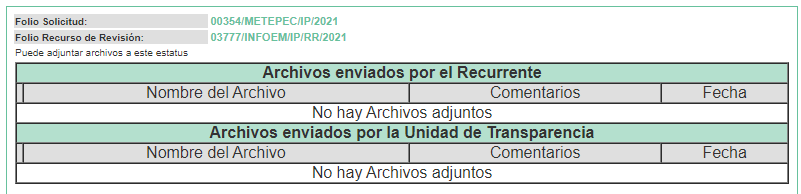 Folio Solicitud: 00354/METEPEC/IP/2021
Folio Recurso de Revisión: 03777/INFOEM/IP/RR/2021
Puede adjuntar archivos a este estatus
Archivos enviados por el Recurrente
Nombre del Archivo Comentarios Fecha
No hay Archivos adjuntos
Archivos enviados por la Unidad de Transparencia
Nombre del Archivo Comentarios Fecha
No hay Archivos adjuntos